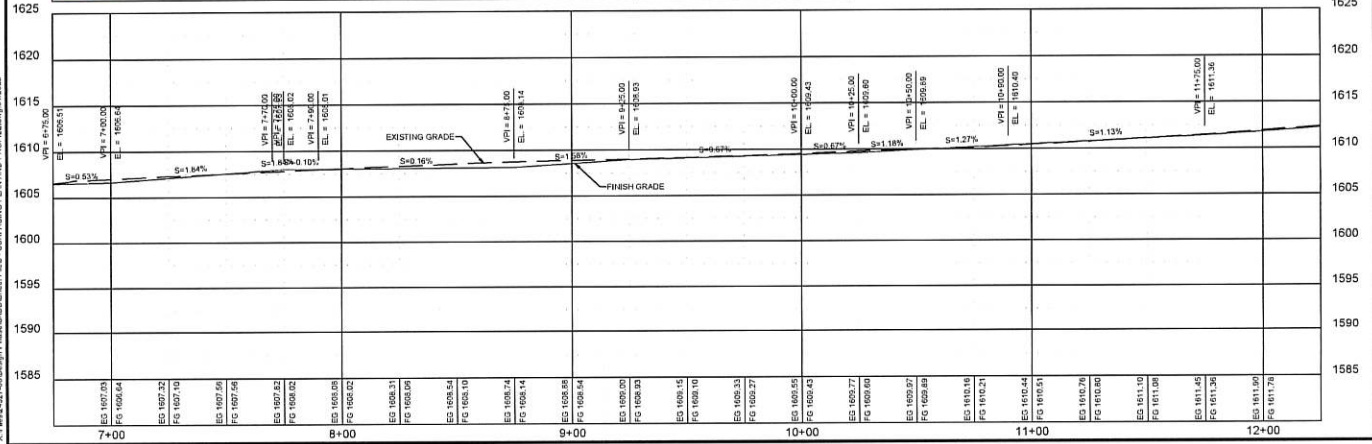 1625
1625
1620
1620
1615
1615
1610
1610
1605
1605
1600
1600
1595
1595
1590
1590
1585
1585
VPI = 6+75.00
EL. = 1606.51
VPI = 7+00.00
EL. = 1606.64
VPI = 7+70.00
EL. = 1608.02
VPI = 7+90.00
EL. = 1608.01
VPI = 8+75.00
EL. = 1608.14
VPI = 9+25.00
EL. = 1608.93
VPI = 10+00.00
EL. = 1609.43
VPI = 10+25.00
EL. = 1609.60
VPI = 10+50.00
EL. = 1609.89
VPI = 10+90.00
EL. = 1610.40
VPI = 11+75.00
EL. = 1611.36
S=0.53%
S=1.84%
S=0.16%
S=1.58%
S=0.67%
S=0.67%
S=1.18%
S=1.27%
S=1.13%
EXISTING GRADE
FINISH GRADE
EG 1607.03
FG 1606.64
EG 1607.32
FG 1607.10
EG 1607.56
FG 1607.56
EG 1607.82
FG 1608.02
EG 1608.08
FG 1608.02
EG 1608.31
FG 1608.06
EG 1608.54
FG 1608.10
EG 1608.74
FG 1608.14
EG 1608.88
FG 1608.54
EG 1609.00
FG 1608.93
EG 1609.15
FG 1609.10
EG 1609.33
FG 1609.27
EG 1609.55
FG 1609.43
EG 1609.77
FG 1609.60
EG 1609.97
FG 1609.89
EG 1610.16
FG 1610.21
EG 1610.44
FG 1610.51
EG 1610.76
FG 1610.80
EG 1611.10
FG 1611.08
EG 1611.45
FG 1611.36
EG 1611.90
FG 1611.78
7+00
8+00
9+00
10+00
11+00
12+00